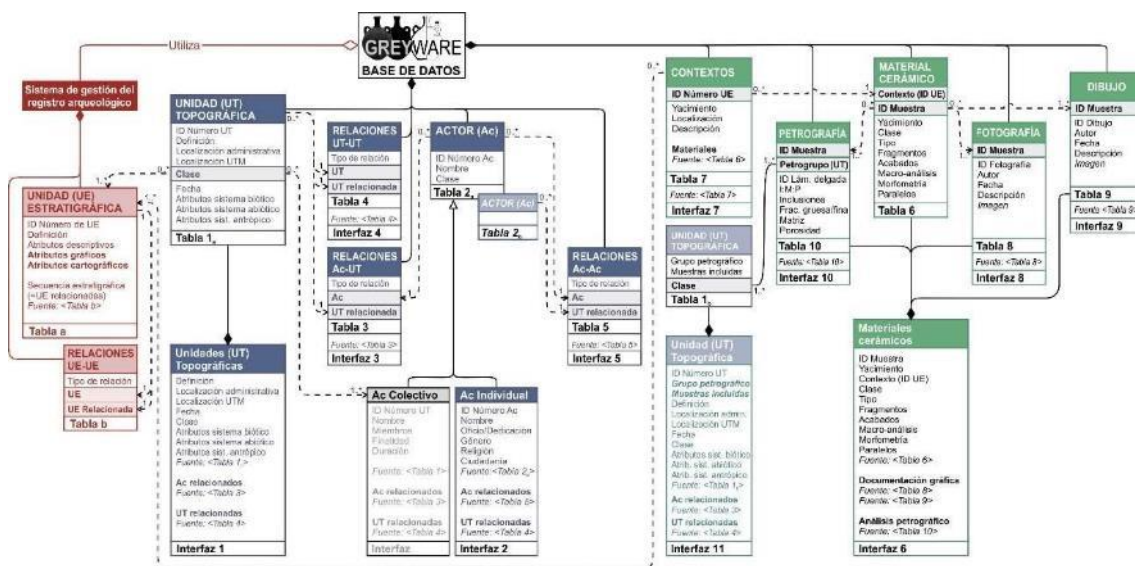 Utiliza
GREYWARE
BASE DE DATOS
Sistema de gestión del
registro arqueológico
UNIDAD (UE)
ESTRATIGRÁFICA
ID Número de UE
Definición
Atributos descriptivos
Atributos gráficos
Atributos cartográficos
Secuencia estratigráfica
(=UE relacionadas)
Fuente: <Tabla b>
Tabla a
RELACIONES
UE-UE
Tipo de relación
UE
UE Relacionada
Tabla b
UNIDAD (UT)
TOPOGRÁFICA
ID Número UT
Definición
Localización administrativa
Localización UTM
Clase
Fecha
Atributos sistema biótico
Atributos sistema abiótico
Atributos sist. antrópico
Tabla 1
Unidades (UT)
Topográficas
Definición
Localización administrativa
Localización UTM
Fecha
Clase
Atributos sistema biótico
Atributos sistema abiótico
Atributos sist. antrópico
Fuente: <Tabla 1>
Ac relacionados
Fuente: <Tabla 3>
UT relacionadas
Fuente: <Tabla 4>
Interfaz 1
RELACIONES
UT-UT
Tipo de relación
UT
UT relacionada
Tabla 4
Fuente: <Tabla 4>
Interfaz 4
RELACIONES
Ac-UT
Tipo de relación
Ac
UT relacionada
Tabla 3
Fuente: <Tabla 3>
Interfaz 3
ACTOR (Ac)
ID Número Ac
Nombre
Clase
Tabla 2
ACTOR (Ac)
Tabla 2
RELACIONES
Ac-Ac
Tipo de relación
Ac
UT relacionada
Tabla 5
Fuente: <Tabla 5>
Interfaz 5
Ac Colectivo
ID Número UT
Nombre
Miembros
Finalidad
Duración
Fuente: <Tabla 1>
Ac relacionados
Fuente: <Tabla 3>
UT relacionadas
Fuente: <Tabla 4>
Interfaz
Ac Individual
ID Número Ac
Nombre
Oficio/Dedicación
Género
Religión
Ciudadanía
Fuente: <Tabla 2>
Ac relacionados
Fuente: <Tabla 5>
UT relacionadas
Fuente: <Tabla 4>
Interfaz 2
CONTEXTOS
ID Número UE
Yacimiento
Localización
Descripción
Materiales
Fuente: <Tabla 6>
Tabla 7
Fuente: <Tabla 7>
Interfaz 7
UNIDAD (UT)
TOPOGRÁFICA
Grupo petrográfico
Muestras incluidas
Clase
Tabla 1
Unidad (UT)
Topográfica
ID Número UT
Grupo petrográfico
Muestras incluidas
Definición
Localización admva.
Localización UTM
Fecha
Clase
Atributos sist. biótico
Atrib. sist. abiótico
Atrib. sist. antrópico
Fuente: <Tabla 1>
Ac relacionados
Fuente: <Tabla 3>
UT relacionadas
Fuente: <Tabla 4>
Interfaz 11
PETROGRAFÍA
ID Muestra
Petrogrupo (UT)
ID Lám. delgada
Inclusiones
Frac. gruesa/fina
Matriz
Porosidad
Tabla 10
Fuente: <Tabla 10>
Interfaz 10
MATERIAL
CERÁMICO
Contexto (ID UE)
ID Muestra
Yacimiento
Clase
Tipo
Fragmentos
Acabados
Macro-análisis
Morfometría
Paralelos
Tabla 6
FOTOGRAFÍA
ID Muestra
ID Fotografía
Autor
Fecha
Descripción
Imagen
Tabla 8
Fuente: <Tabla 8>
Interfaz 8
DIBUJO
ID Muestra
ID Dibujo
Autor
Fecha
Descripción
Imagen
Tabla 9
Fuente: <Tabla 9>
Interfaz 9
Materiales
cerámicos
ID Muestra
Yacimiento
Contexto (ID UE)
Clase
Tipo
Fragmentos
Acabados
Macro-análisis
Morfometría
Paralelos
Fuente: <Tabla 6>
Documentación gráfica
Fuente: <Tabla 8>
Fuente: <Tabla 9>
Análisis petrográfico
Fuente: <Tabla 10>
Interfaz 6